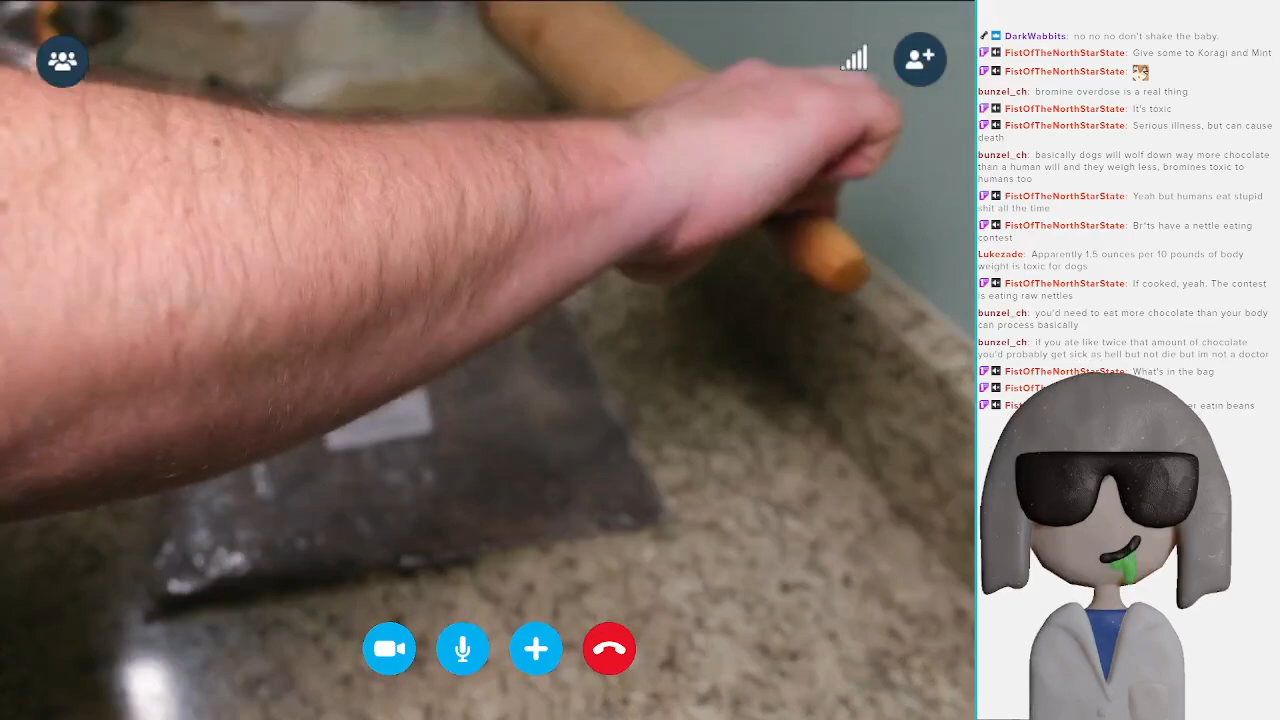 DarkWabbits: no no no don't shake the baby.
FistOfTheNorthStarState: Give some to Koragi and Mint
FistOfTheNorthStarState:
bunzel_ch: bromine overdose is a real thing
FistOfTheNorthStarState: It's toxic
FistOfTheNorthStarState: Serious illness, but can cause
death
bunzel_ch: basically dogs will wolf down way more chocolate
than a human will and they weigh less, bromines toxic to
humans too
FistOfTheNorthStarState: Yeah but humans eat stupid
shit all the time
FistOfTheNorthStarState: Br*ts have a nettle eating
contest
Lukezade: Apparently 1.5 ounces per 10 pounds of body
weight is toxic for dogs
FistOfTheNorthStarState: If cooked, yeah. The contest
is eating raw nettles
bunzel_ch: you'd need to eat more chocolate than your body
can process basically
bunzel_ch: if you ate like twice that amount of chocolate
you'd probably get sick as hell but not die but im not a doctor
FistOfTheNorthStarState: What's in the bag
FistOfT
Fis er eatin beans